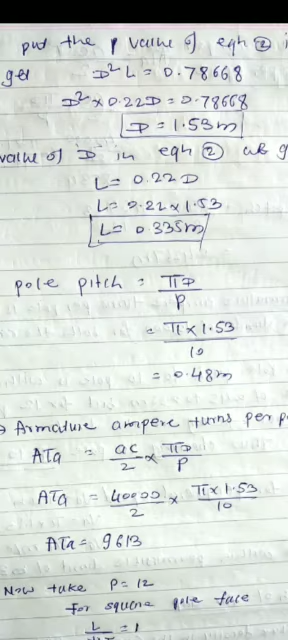 put the p value of eqn ② i
get D²L = 0.78668
D² × 0.22D = 0.78668
D = 1.53m
value of D in eqn ② we g
L = 0.22 D
L = 0.22 × 1.53
L = 0.335m
pole pitch = πD/P
= π × 1.53/10
= 0.48m
Armature ampere turns per p
ATa = ac/2 × πD/P
ATa = 40000/2 × π × 1.53/10
ATa = 9613
Now take P = 12
for square pole face
= 1